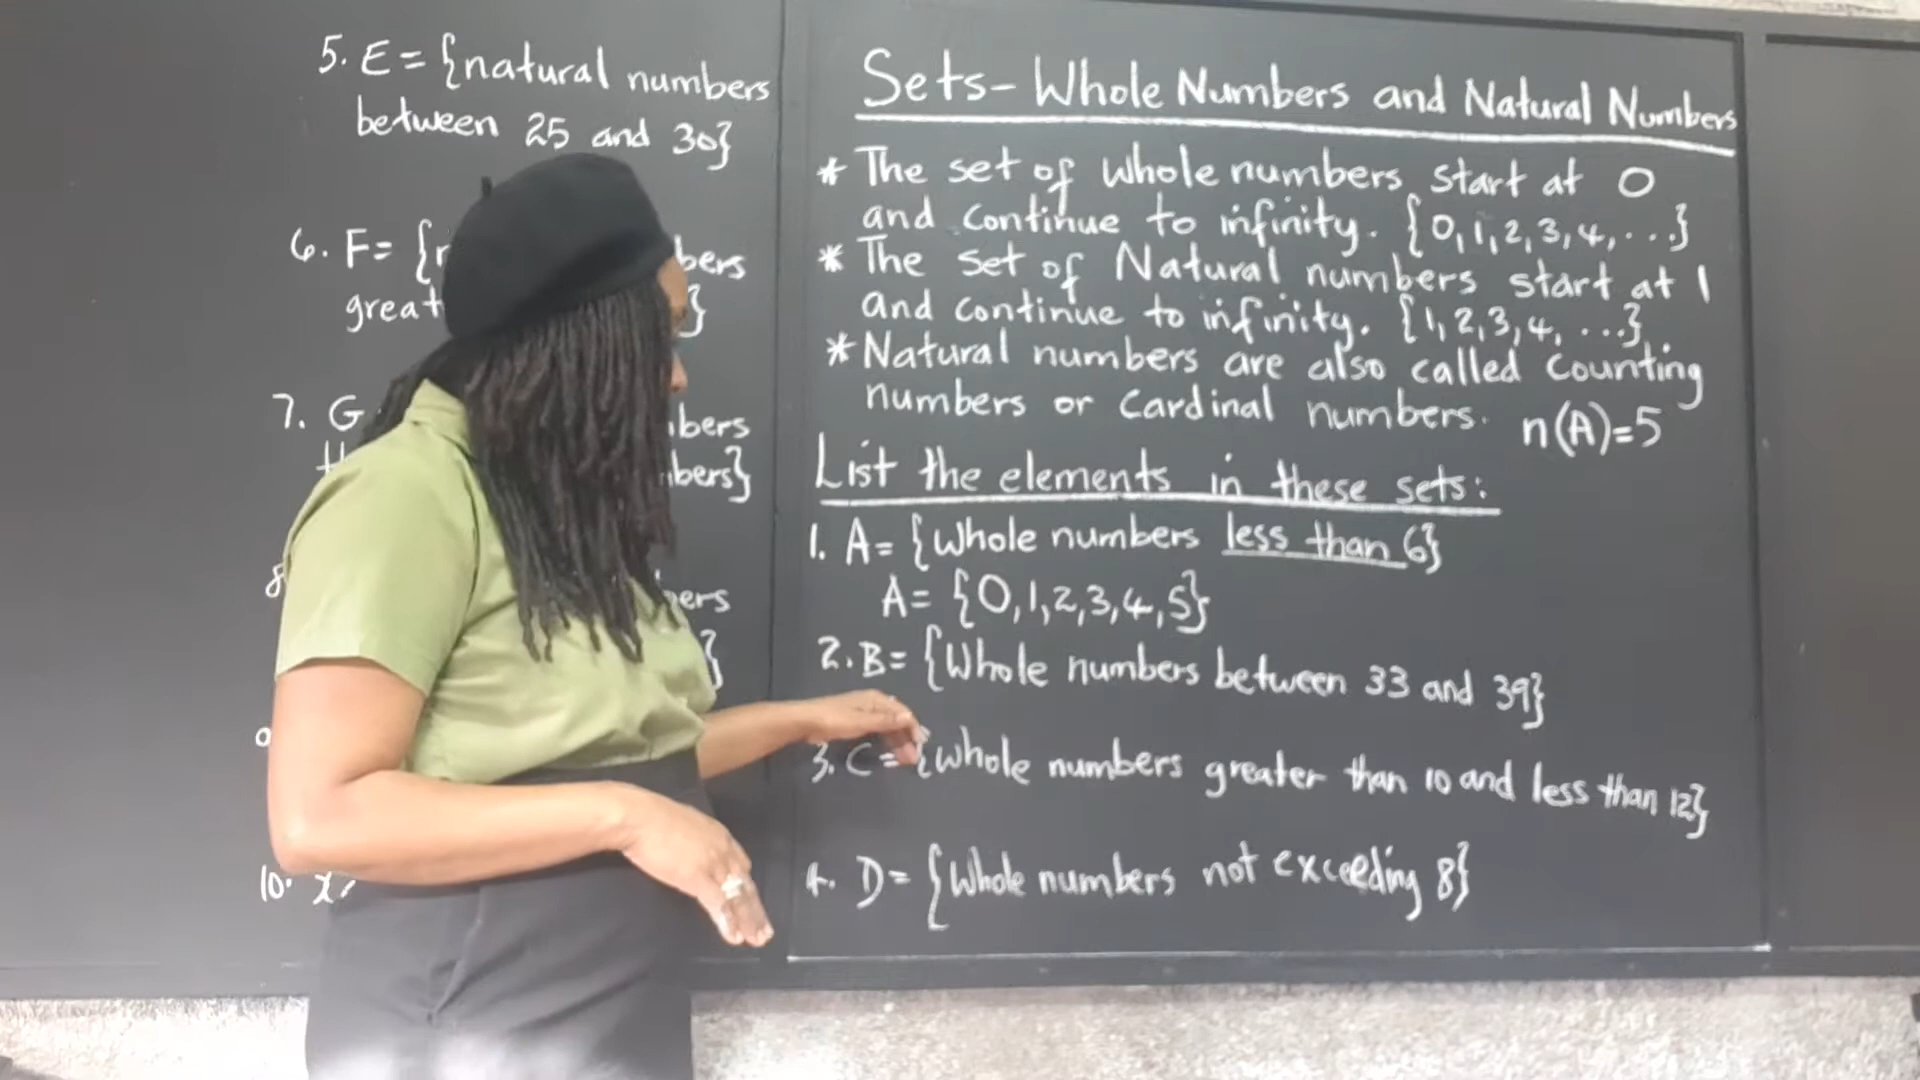 5. E = {natural numbers
between 25 and 30}
6. F = {
great
}
7. G
8
10.
Sets - Whole Numbers and Natural Numbers
* The set of whole numbers start at 0
and continue to infinity. {0, 1, 2, 3, 4, ...}
* The set of Natural numbers start at 1
and continue to infinity. {1, 2, 3, 4, ...}
* Natural numbers are also called counting
numbers or cardinal numbers. n(A)=5
List the elements in these sets:
1. A= {Whole numbers less than 6}
A= {0, 1, 2, 3, 4, 5}
2. B= {Whole numbers between 33 and 39}
3. C= {whole numbers greater than 10 and less than 12}
4. D= {Whole numbers not exceeding 8}